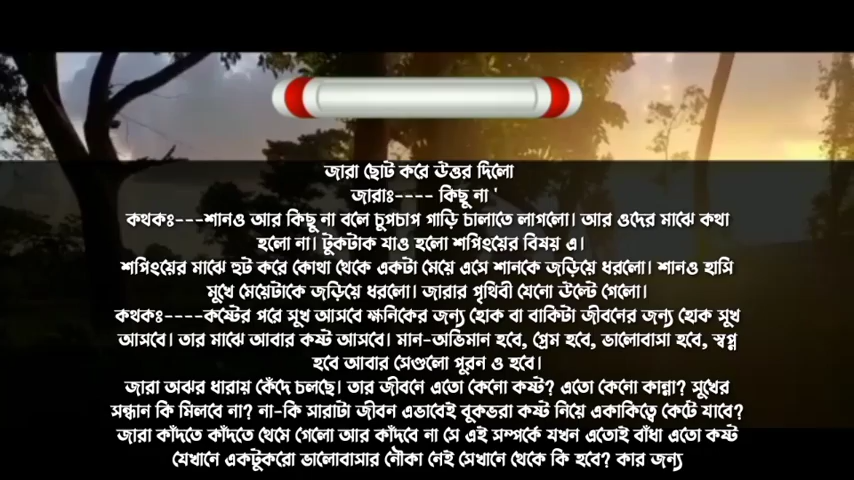 জারা ছোট করে উত্তর দিলো
জারাঃ---- কিছু না '
কথকঃ---শানও আর কিছু না বলে চুপচাপ গাড়ি চালাতে লাগলো। আর ওদের মাঝে কথা
হলো না। টুকটাক যাও হলো শপিংয়ের বিষয় এ।
শপিংয়ের মাঝে হুট করে কোথা থেকে একটা মেয়ে এসে শানকে জড়িয়ে ধরলো। শানও হাসি
মুখে মেয়েটাকে জড়িয়ে ধরলো। জারার পৃথিবী যেনো উল্টে গেলো।
কথকঃ----কষ্টের পরে সুখ আসবে ক্ষনিকের জন্য হোক বা বাকিটা জীবনের জন্য হোক সুখ
আসবে। তার মাঝে আবার কষ্ট আসবে। মান-অভিমান হবে, প্রেম হবে, ভালোবাসা হবে, স্বপ্ন
হবে আবার সেগুলো পুরন ও হবে।
জারা অঝর ধারায় কেঁদে চলছে। তার জীবনে এতো কেনো কষ্ট? এতো কেনো কান্না? সুখের
সন্ধান কি মিলবে না? না-কি সারাটা জীবন এভাবেই বুকভরা কষ্ট নিয়ে একাকিত্বে কেটে যাবে?
জারা কাঁদতে কাঁদতে থেমে গেলো আর কাঁদবে না সে এই সম্পর্কে যখন এতোই বাঁধা এতো কষ্ট
যেখানে একটুকরো ভালোবাসার নৌকা নেই সেখানে থেকে কি হবে? কার জন্য